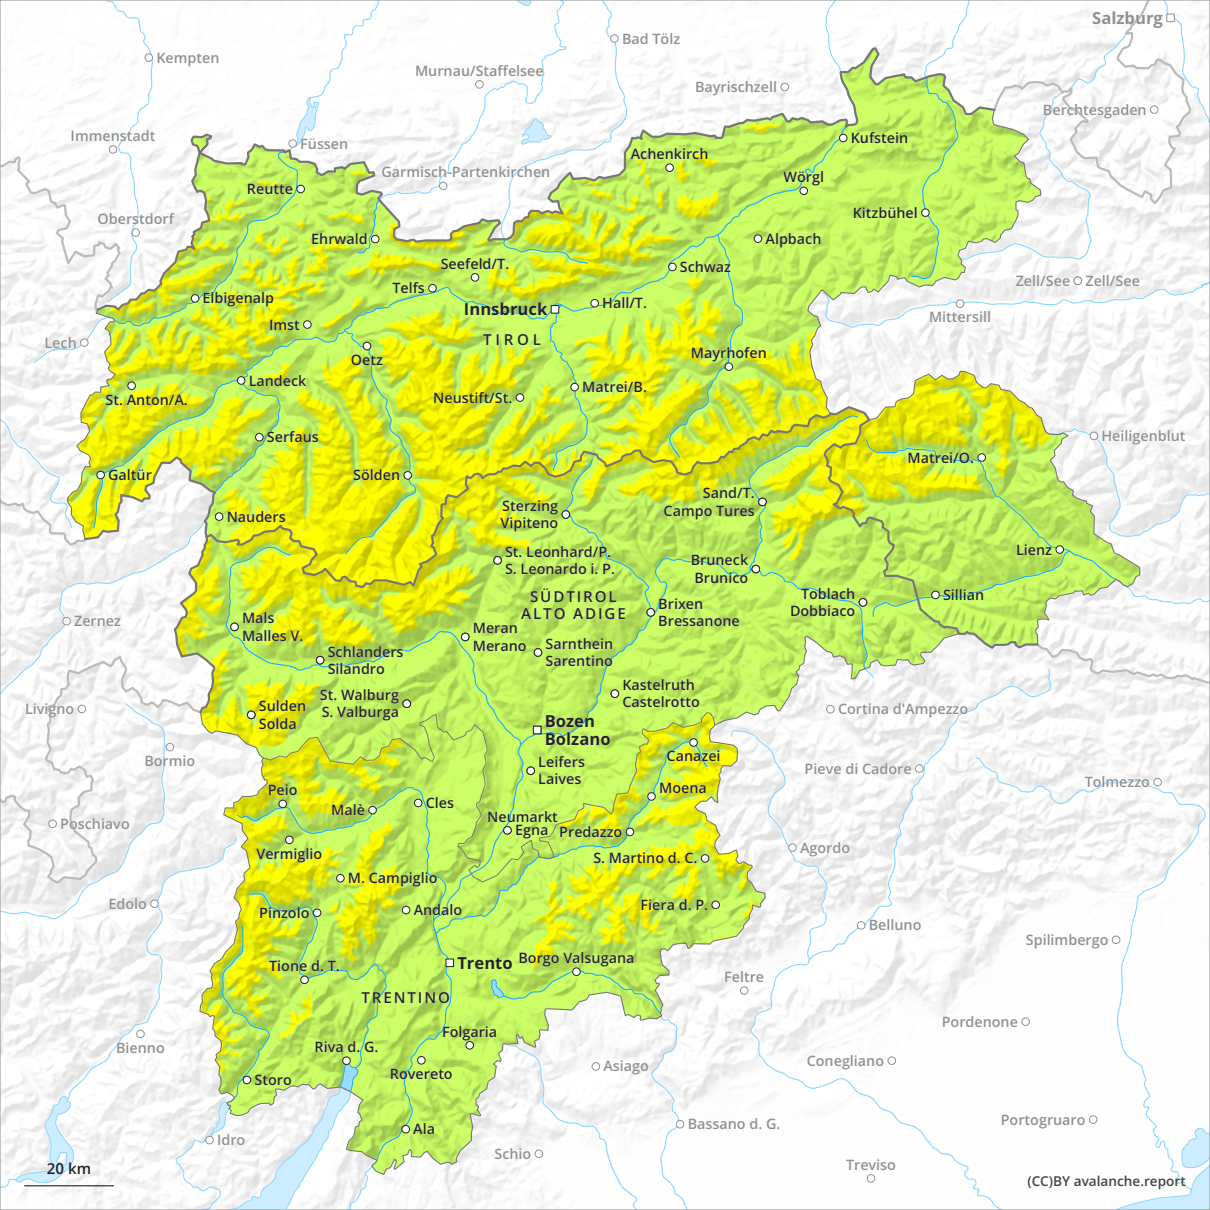 Salzburg
Bad Tölz
Kempten
Murnau/Staffelsee
Bayrischzell
Berchtesgaden
Immenstadt
Füssen
Kufstein
Achenkirch
Garmisch-Partenkirchen
Wörgl
Reutte
Oberstdorf
Kitzbühel
Ehrwald
Alpbach
Seefeld/T.
Schwaz
Zell/See
Zell/See
Telfs
Elbigenalp
Hall/T.
Innsbruck
Mittersill
Imst
TIROL
Lech
Oetz
Mayrhofen
Landeck
Matrei/B.
St. Anton/A.
Neustift/St.
Serfaus
Heiligenblut
Matrei/O.
Galtür
Sölden
Sand/T.
Campo Tures
Sterzing
Vipiteno
Nauders
Lienz
St. Leonhard/P.
S. Leonardo i. P.
Bruneck
Brunico
SÜDTIROL
ALTO ADIGE
Toblach
Dobbiaco
Sillian
Brixen
Bressanone
Zernez
Mals
Malles V.
Meran
Merano
Sarnthein
Sarentino
Schlanders
Silandro
Kastelruth
Castelrotto
St. Walburg
S. Valburga
Livigno
Sulden
Solda
Cortina d'Ampezzo
Bozen
Bolzano
Canazei
Bormio
Leifers
Laives
Pieve di Cadore
Tolmezzo
Peio
Moena
Malè
Cles
Neumarkt
Egna
Poschiavo
Predazzo
Vermiglio
Agordo
S. Martino d. C.
M. Campiglio
Edolo
Pinzolo
Andalo
Fiera d. P.
Belluno
Spilimbergo
Borgo Valsugana
Trento
Tione d. T.
Feltre
TRENTINO
Pordenone
Folgaria
Bienno
Riva d. G.
Conegliano
Rovereto
Asiago
Storo
Portogruaro
Bassano d. G.
Ala
Idro
Schio
Treviso
20 km
(CC)BY avalanche.report